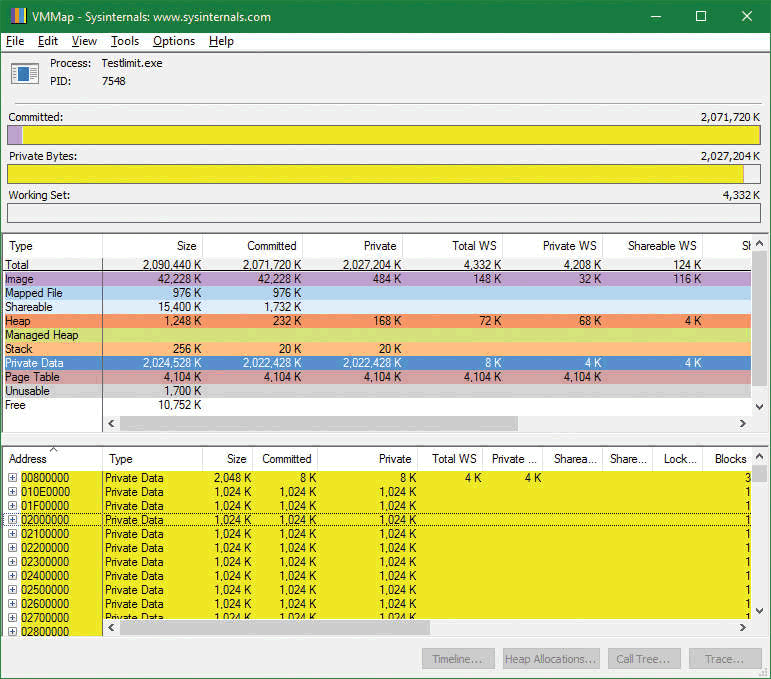 VMMap - Sysinternals: www.sysinternals.com
File Edit View Tools Options Help
Process: Testlimit.exe
PID: 7548
Committed: 2,071,720 K
Private Bytes: 2,027,204 K
Working Set: 4,332 K
Type Size Committed Private Total WS Private WS Shareable WS Sh
Total 2,090,440 K 2,071,720 K 2,027,204 K 4,332 K 4,208 K 124 K
Image 42,228 K 42,228 K 484 K 148 K 32 K 116 K
Mapped File 976 K 976 K
Shareable 15,400 K 1,732 K
Heap 1,248 K 232 K 168 K 72 K 68 K 4 K
Managed Heap
Stack 256 K 20 K 20 K
Private Data 2,024,528 K 2,022,428 K 2,022,428 K 8 K 4 K 4 K
Page Table 4,104 K 4,104 K 4,104 K 4,104 K 4,104 K
Unusable 1,700 K
Free 10,752 K
Address Type Size Committed Private Total WS Private ... Sharea... Share... Lock... Blocks
00800000 Private Data 2,048 K 8 K 8 K 4 K 4 K 3
010E0000 Private Data 1,024 K 1,024 K 1,024 K 1
01F00000 Private Data 1,024 K 1,024 K 1,024 K 1
02000000 Private Data 1,024 K 1,024 K 1,024 K 1
02100000 Private Data 1,024 K 1,024 K 1,024 K 1
02200000 Private Data 1,024 K 1,024 K 1,024 K 1
02300000 Private Data 1,024 K 1,024 K 1,024 K 1
02400000 Private Data 1,024 K 1,024 K 1,024 K 1
02500000 Private Data 1,024 K 1,024 K 1,024 K 1
02600000 Private Data 1,024 K 1,024 K 1,024 K 1
02700000 Private Data 1,024 K 1,024 K 1,024 K 1
02800000
Timeline... Heap Allocations... Call Tree... Trace...